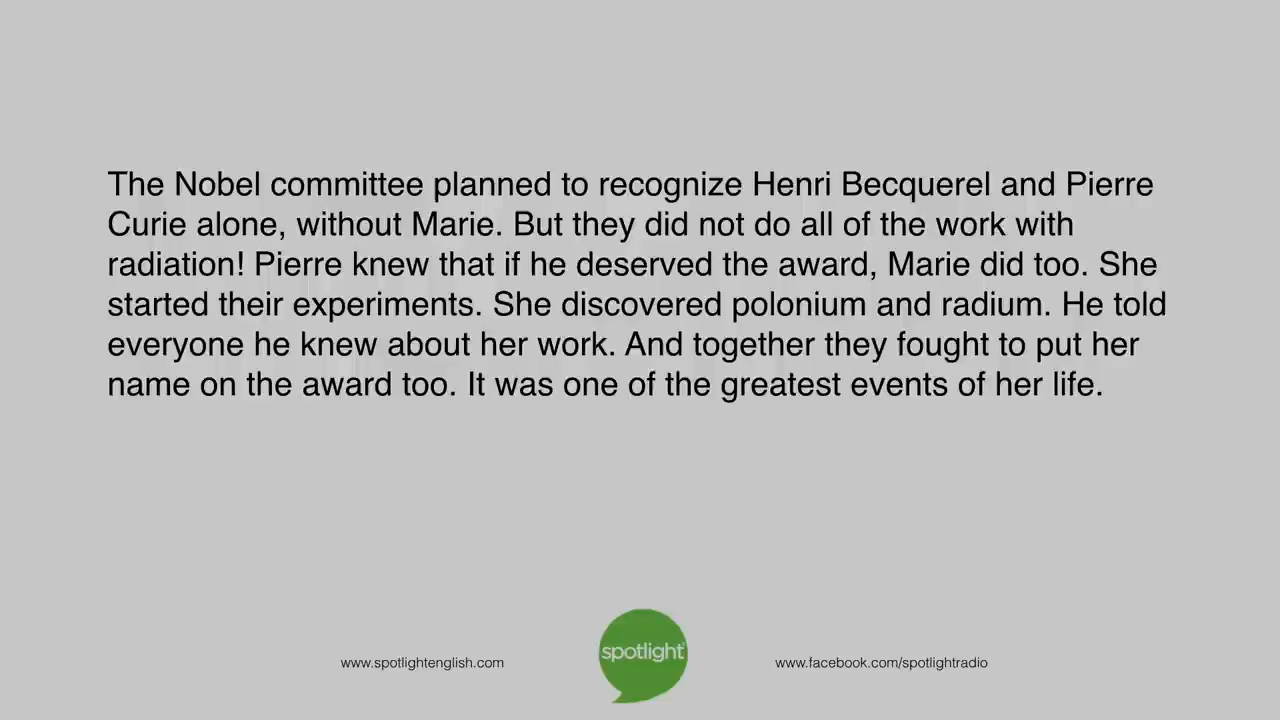 The Nobel committee planned to recognize Henri Becquerel and Pierre
Curie alone, without Marie. But they did not do all of the work with
radiation! Pierre knew that if he deserved the award, Marie did too. She
started their experiments. She discovered polonium and radium. He told
everyone he knew about her work. And together they fought to put her
name on the award too. It was one of the greatest events of her life.
www.spotlightenglish.com
spotlight
www.facebook.com/spotlightradio